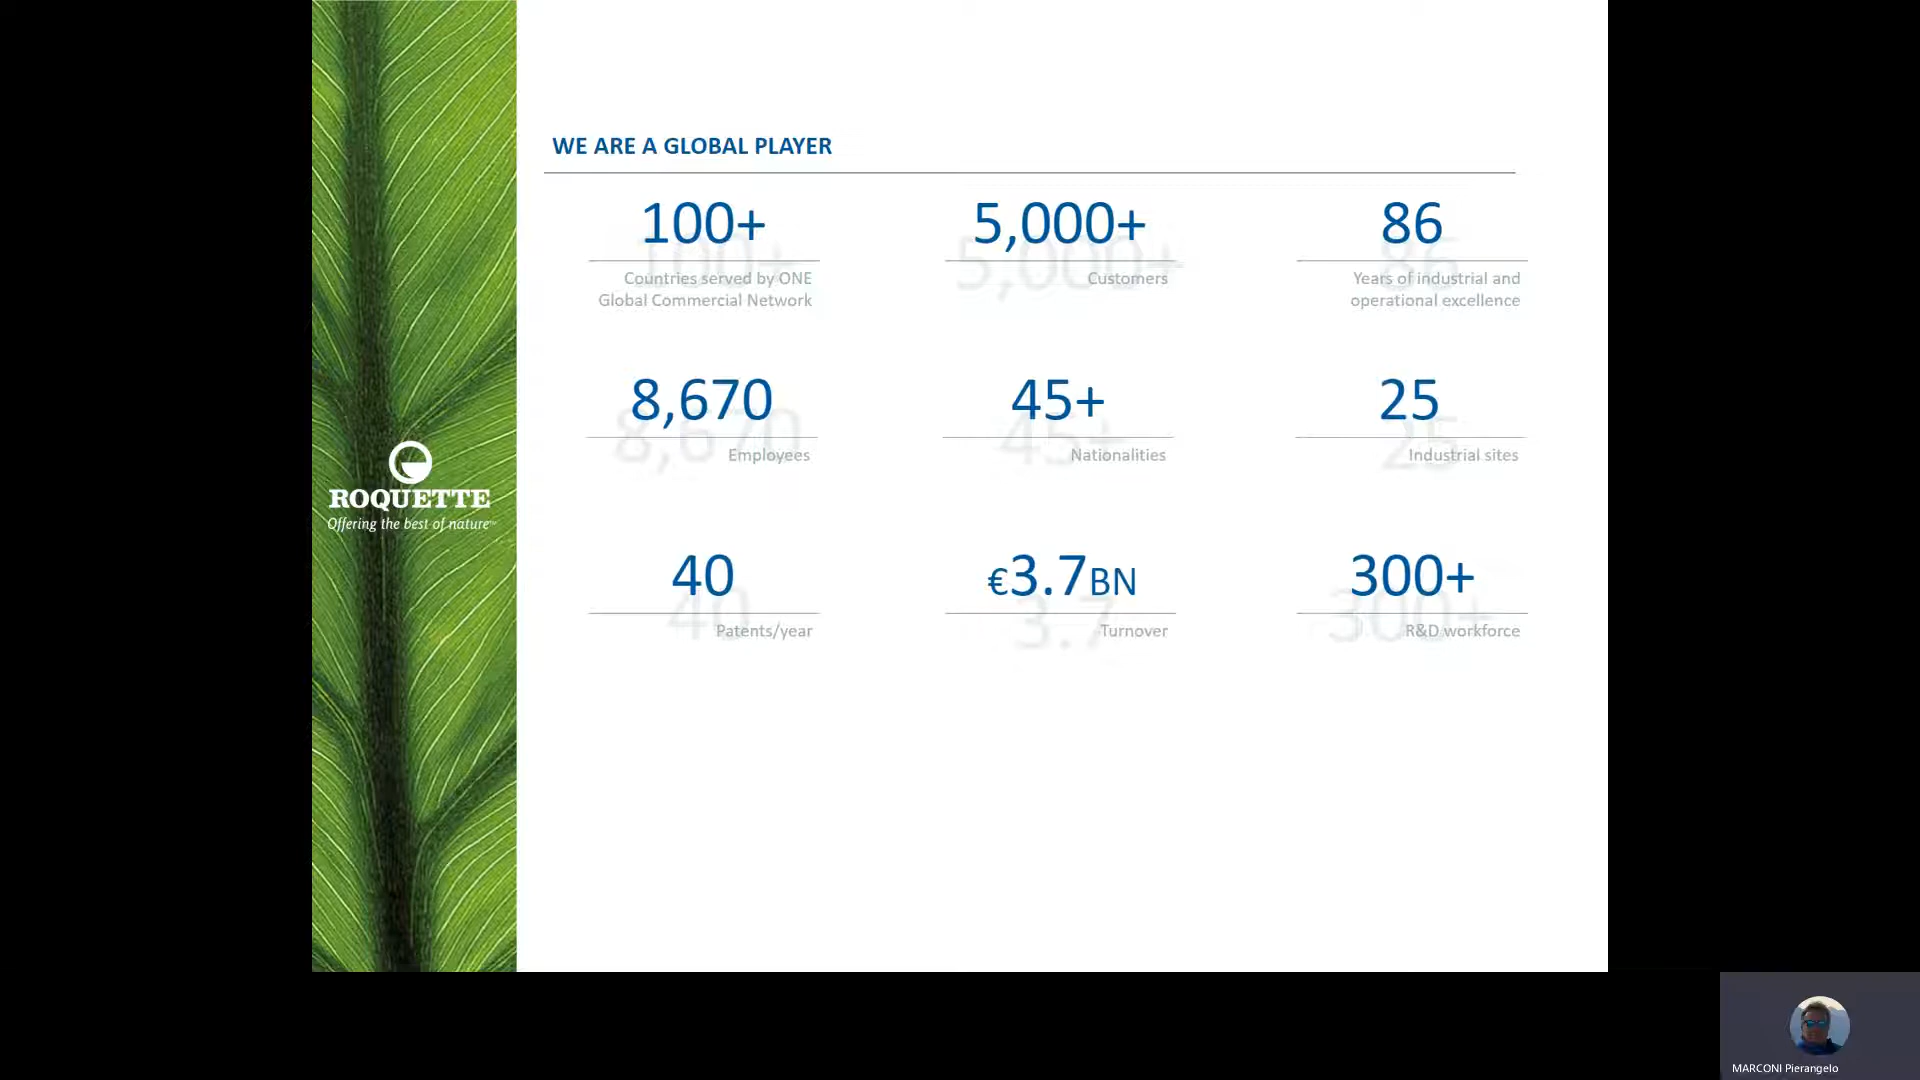 WE ARE A GLOBAL PLAYER
100+
5,000+
86
Countries served by ONE
Global Commercial Network
Customers
Years of industrial and
operational excellence
8,670
45+
25
Employees
Nationalities
Industrial sites
ROQUETTE
Offering the best of nature™
40
€3.7BN
300+
Patents/year
Turnover
R&D workforce
MARCONI Pierangelo